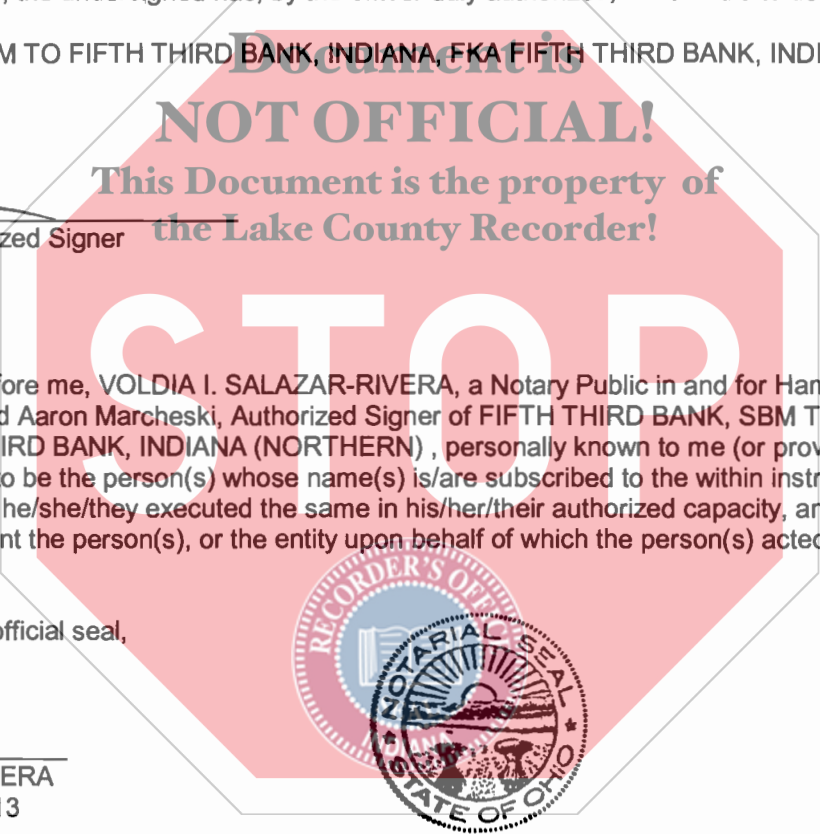 M TO FIFTH THIRD BANK, INDIANA, FKA FIFTH THIRD BANK, INDI
Document is
NOT OFFICIAL!
This Document is the property of
the Lake County Recorder!
zed Signer
STOP
fore me, VOLDIA I. SALAZAR-RIVERA, a Notary Public in and for Ham
d Aaron Marcheski, Authorized Signer of FIFTH THIRD BANK, SBM T
IRD BANK, INDIANA (NORTHERN) , personally known to me (or prov
o be the person(s) whose name(s) is/are subscribed to the within instr
he/she/they executed the same in his/her/their authorized capacity, an
nt the person(s), or the entity upon behalf of which the person(s) acted
official seal,
RECORDER'S OFFICE
INDIANA
NOTARIAL SEAL
STATE OF OHIO
ERA
13